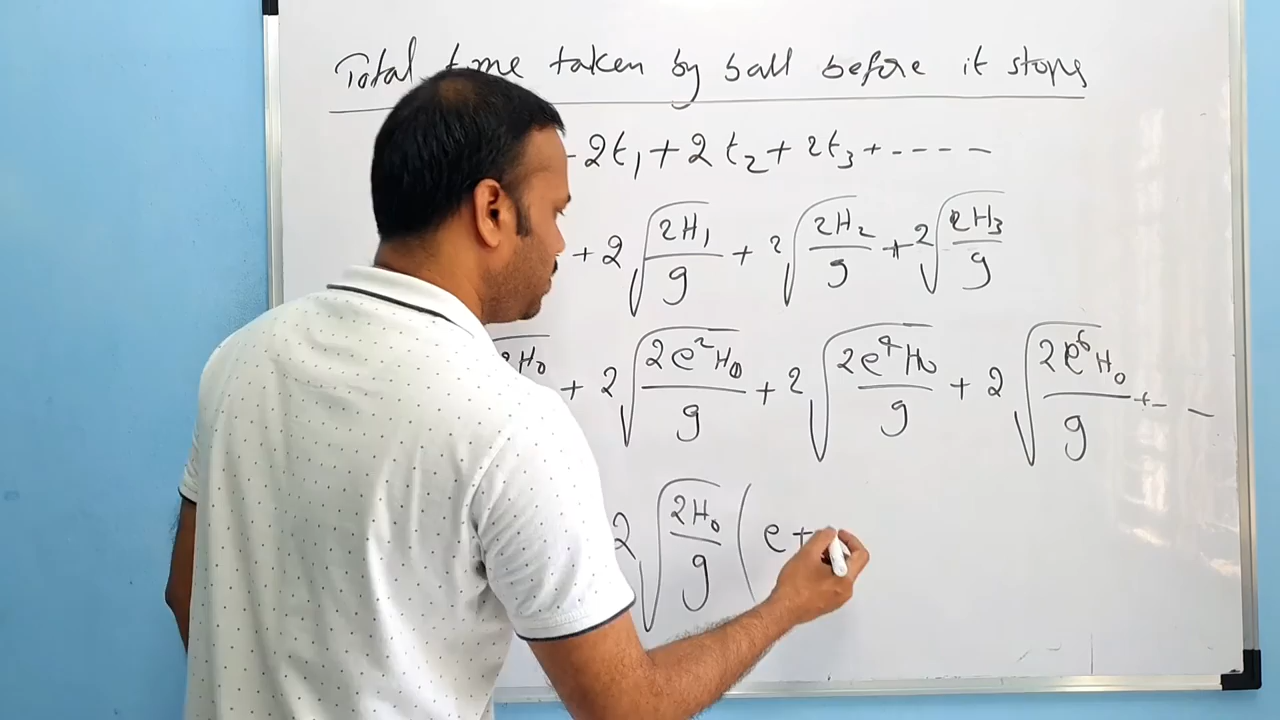 Total time taken by ball before it stops
- 2t₁ + 2t₂ + 2t₃ + - - - -
+ 2√(2H₁/g) + 2√(2H₂/g) + 2√(2H₃/g)
2H₀ + 2√(2e²H₀/g) + 2√(2e⁴H₀/g) + 2√(2e⁶H₀/g) + - -
2√(2H₀/g) (e +